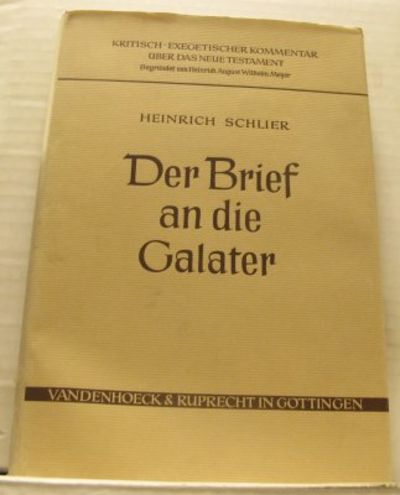 KRITISCH-EXEGETISCHER KOMMENTAR
ÜBER DAS NEUE TESTAMENT
Begründet von Heinrich August Wilhelm Meyer
HEINRICH SCHLIER
Der Brief
an die
Galater
VANDENHOECK & RUPRECHT IN GÖTTINGEN